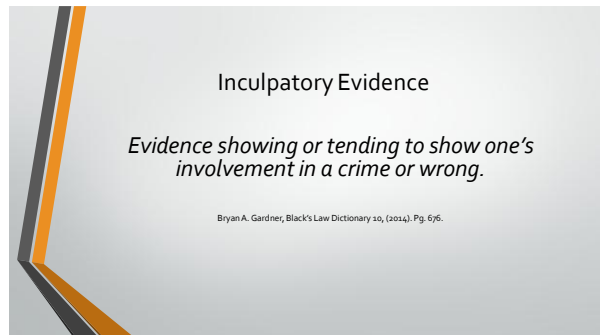 Inculpatory Evidence
Evidence showing or tending to show one's
involvement in a crime or wrong.
Bryan A. Gardner, Black's Law Dictionary 10, (2014). Pg. 676.